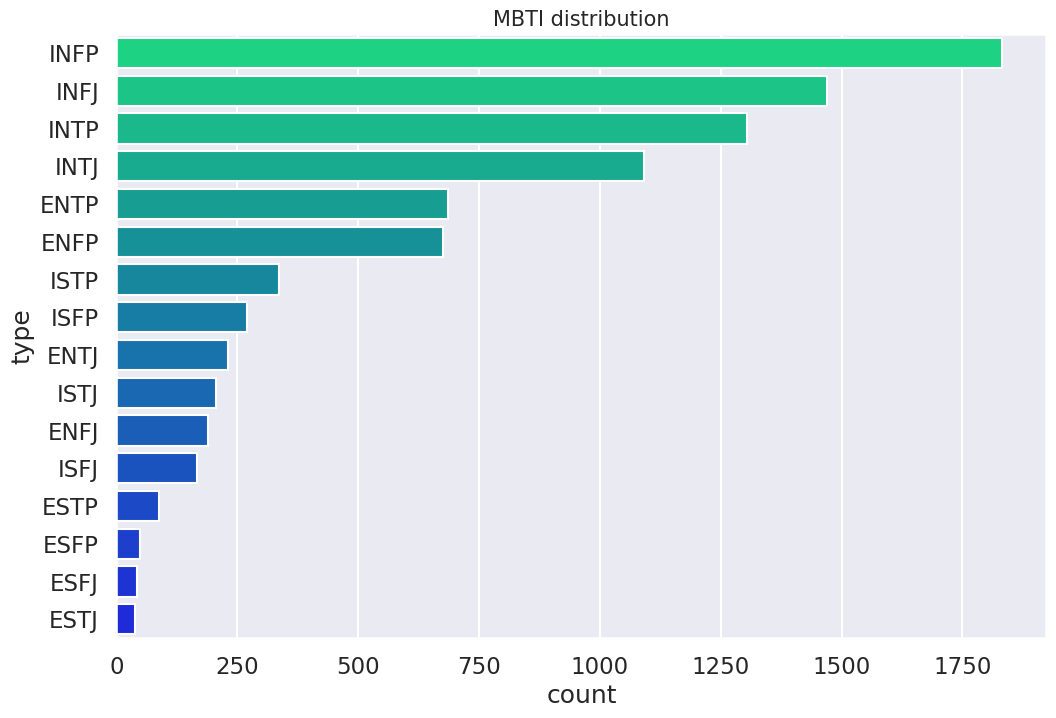 MBTI distribution
INFP
INFJ
INTP
INTJ
ENTP
ENFP
ISTP
ISFP
ENTJ
ISTJ
ENFJ
ISFJ
ESTP
ESFP
ESFJ
ESTJ
type
0 250 500 750 1000 1250 1500 1750
count